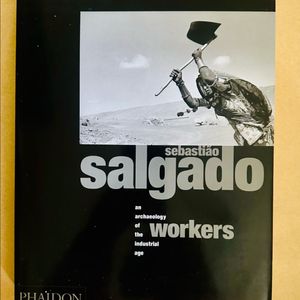 sebastião
salgado
an
archaeology
of
the
industrial
age
workers
PHAIDON